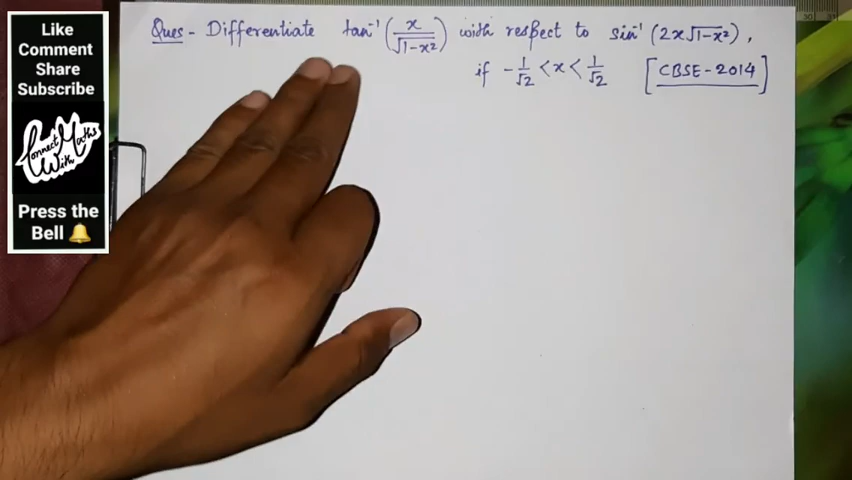 Like
Comment
Share
Subscribe
Connect
With
Maths
Press the
Bell 🔔
Ques - Differentiate tan⁻¹(x/√(1-x²)) with respect to sin⁻¹(2x√(1-x²)),
if -1/√2 < x < 1/√2 [CBSE-2014]